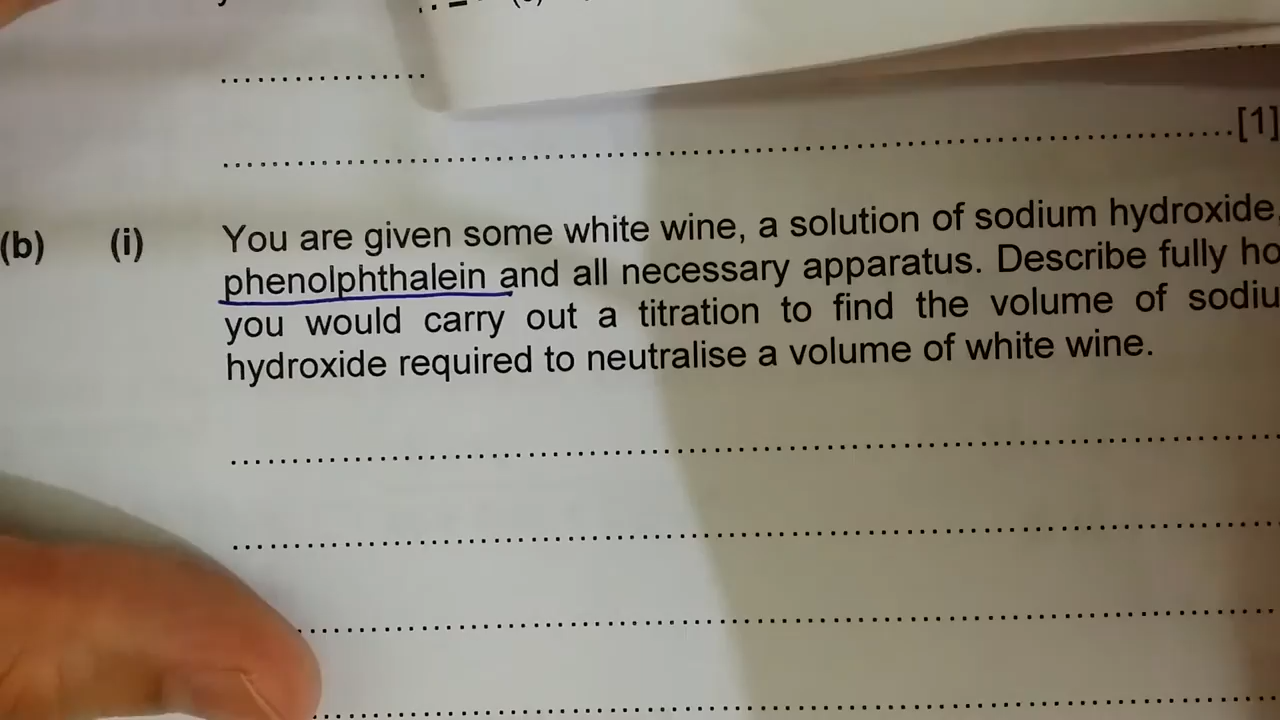 [1]
(b) (i) You are given some white wine, a solution of sodium hydroxide,
phenolphthalein and all necessary apparatus. Describe fully ho
you would carry out a titration to find the volume of sodiu
hydroxide required to neutralise a volume of white wine.